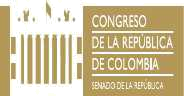 CONGRESO
DE LA REPÚBLICA
DE COLOMBIA
SENADO DE LA REPÚBLICA